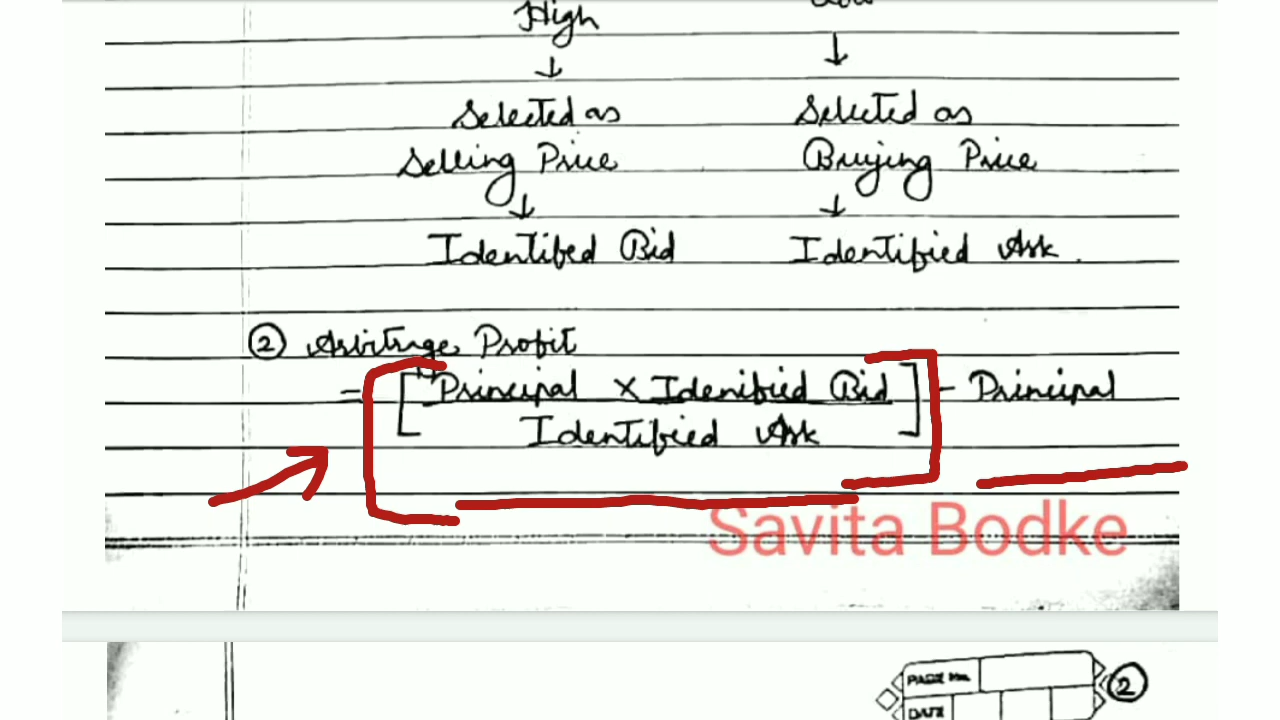 High
↓ ↓
Selected as Selected as
Selling Price Buying Price
↓ ↓
Identifed Bid Identified Ask.
② Arbitrage Profit
= [Principal × Idenified Bid] - Principal
Identified Ask
Savita Bodke
PAGE No. ②
DATE